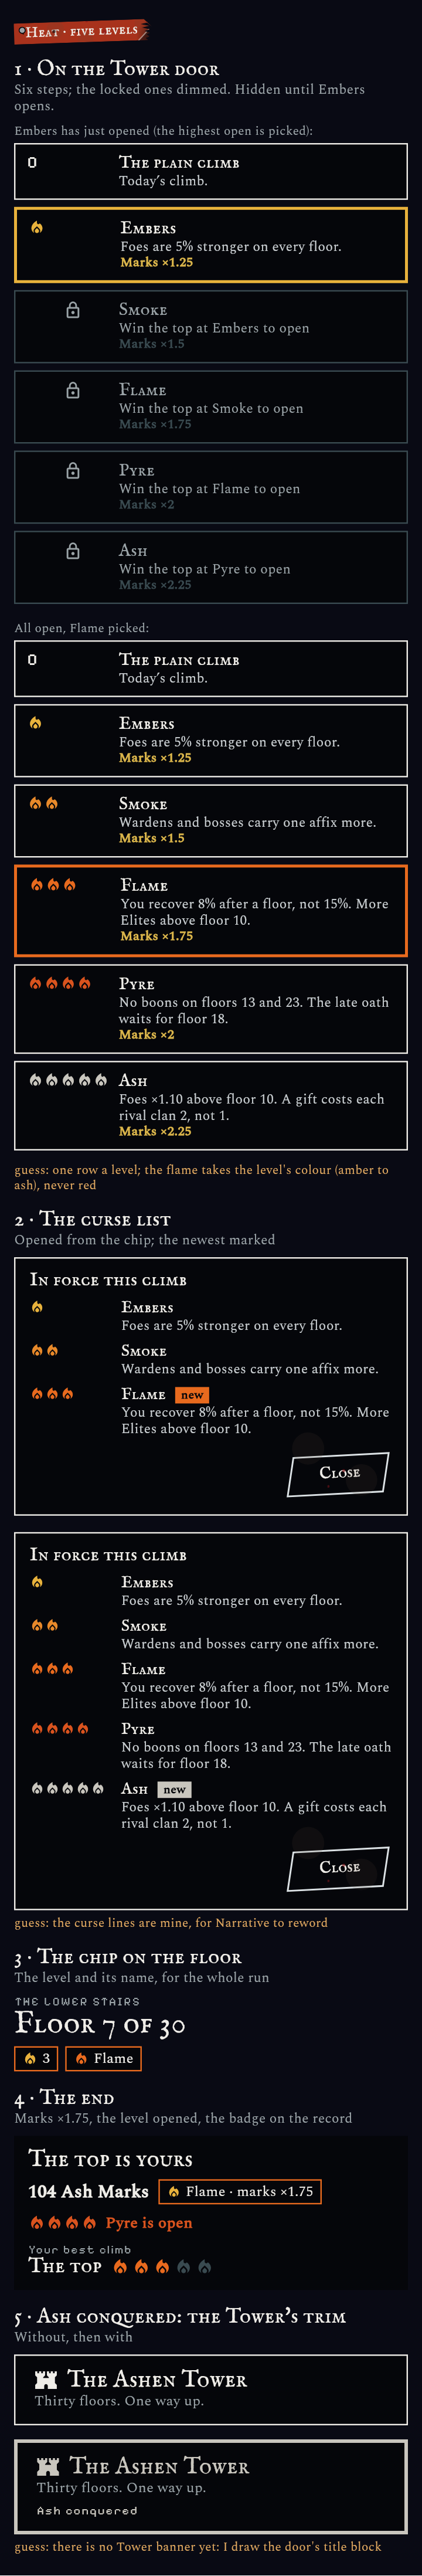 Heat · five levels
1 · On the Tower door
Six steps; the locked ones dimmed. Hidden until Embers
opens.
Embers has just opened (the highest open is picked):
0
The plain climb
Today's climb.
Embers
Foes are 5% stronger on every floor.
Marks ×1.25
Smoke
Win the top at Embers to open
Marks ×1.5
Flame
Win the top at Smoke to open
Marks ×1.75
Pyre
Win the top at Flame to open
Marks ×2
Ash
Win the top at Pyre to open
Marks ×2.25
All open, Flame picked:
0
The plain climb
Today's climb.
Embers
Foes are 5% stronger on every floor.
Marks ×1.25
Smoke
Wardens and bosses carry one affix more.
Marks ×1.5
Flame
You recover 8% after a floor, not 15%. More
Elites above floor 10.
Marks ×1.75
Pyre
No boons on floors 13 and 23. The late oath
waits for floor 18.
Marks ×2
Ash
Foes ×1.10 above floor 10. A gift costs each
rival clan 2, not 1.
Marks ×2.25
guess: one row a level; the flame takes the level's colour (amber to
ash), never red
2 · The curse list
Opened from the chip; the newest marked
In force this climb
Embers
Foes are 5% stronger on every floor.
Smoke
Wardens and bosses carry one affix more.
Flame new
You recover 8% after a floor, not 15%. More
Elites above floor 10.
Close
In force this climb
Embers
Foes are 5% stronger on every floor.
Smoke
Wardens and bosses carry one affix more.
Flame
You recover 8% after a floor, not 15%. More
Elites above floor 10.
Pyre
No boons on floors 13 and 23. The late oath
waits for floor 18.
Ash new
Foes ×1.10 above floor 10. A gift costs each
rival clan 2, not 1.
Close
guess: the curse lines are mine, for Narrative to reword
3 · The chip on the floor
The level and its name, for the whole run
THE LOWER STAIRS
Floor 7 of 30
3 Flame
4 · The end
Marks ×1.75, the level opened, the badge on the record
The top is yours
104 Ash Marks Flame · marks ×1.75
Pyre is open
Your best climb
The top
5 · Ash conquered: the Tower's trim
Without, then with
The Ashen Tower
Thirty floors. One way up.
The Ashen Tower
Thirty floors. One way up.
Ash conquered
guess: there is no Tower banner yet: I draw the door's title block